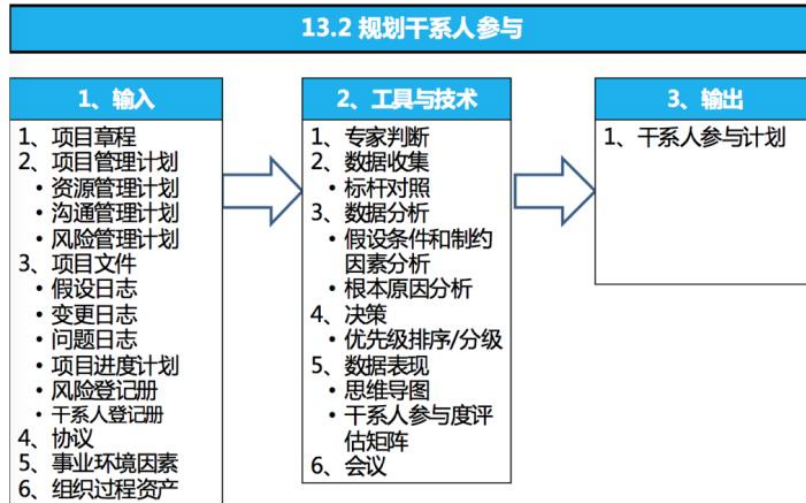 13.2 规划干系人参与
1、输入
1、项目章程
2、项目管理计划
• 资源管理计划
• 沟通管理计划
• 风险管理计划
3、项目文件
• 假设日志
• 变更日志
• 问题日志
• 项目进度计划
• 风险登记册
• 干系人登记册
4、协议
5、事业环境因素
6、组织过程资产
2、工具与技术
1、专家判断
2、数据收集
• 标杆对照
3、数据分析
• 假设条件和制约
因素分析
• 根本原因分析
4、决策
• 优先级排序/分级
5、数据表现
• 思维导图
• 干系人参与度评
估矩阵
6、会议
3、输出
1、干系人参与计划